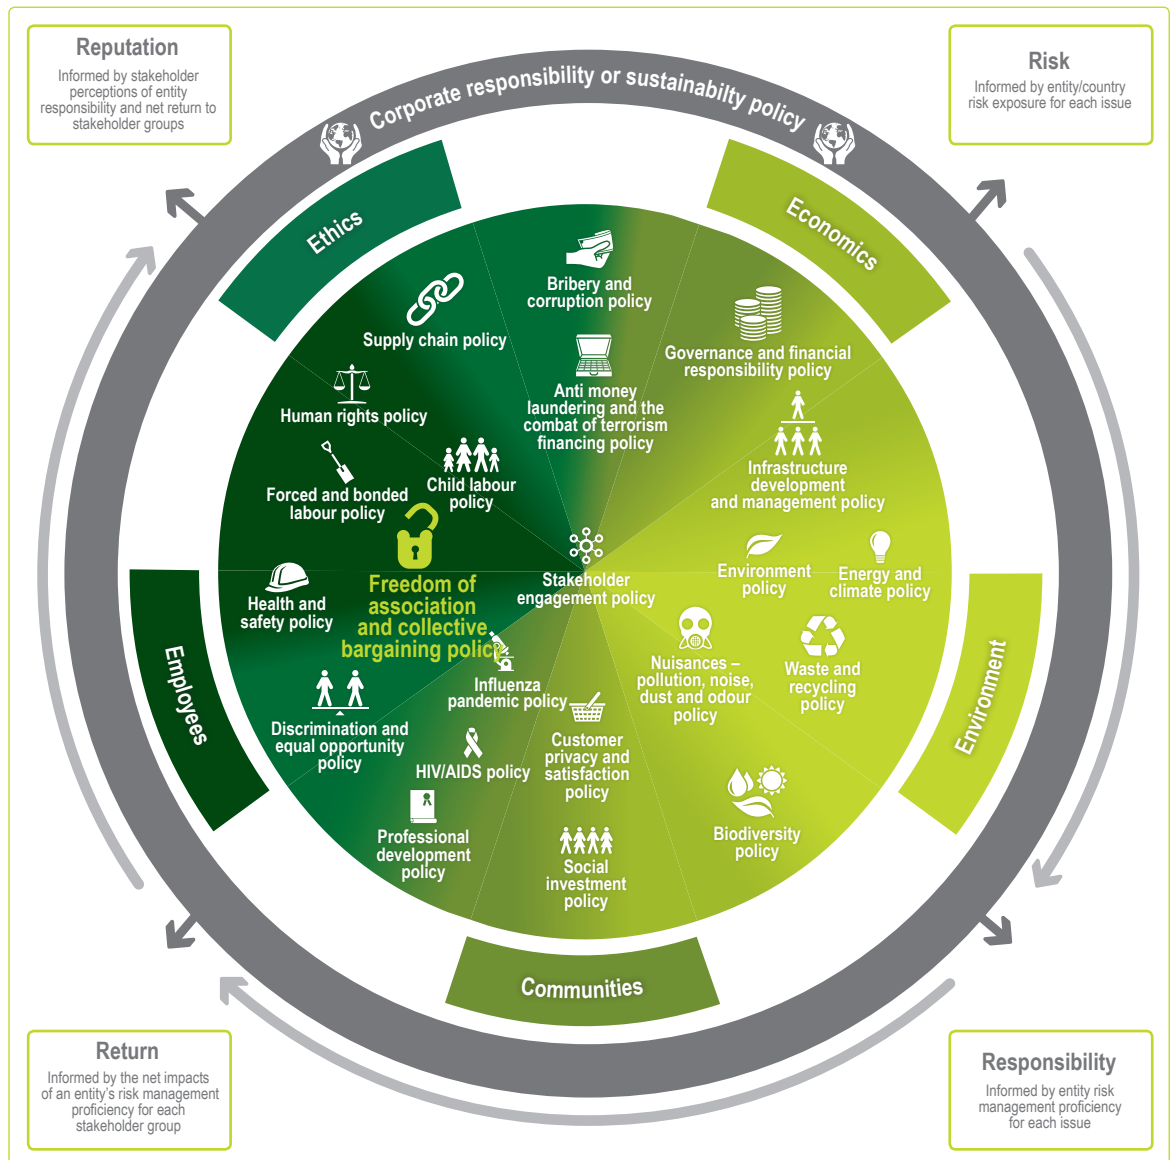 Reputation
Informed by stakeholder
perceptions of entity
responsibility and net return to
stakeholder groups
Corporate responsibility or sustainabilty policy
Risk
Informed by entity/country
risk exposure for each issue
Ethics
Economics
Bribery and
corruption policy
Supply chain policy
Governance and financial
responsibility policy
Anti money
laundering and the
combat of terrorism
financing policy
Human rights policy
Infrastructure
development
and management policy
Child labour
policy
Forced and bonded
labour policy
Environment
policy
Energy and
climate policy
Stakeholder
engagement policy
Freedom of
association
and collective
bargaining policy
Health and
safety policy
Employees
Environment
Nuisances –
pollution, noise,
dust and odour
policy
Waste and
recycling
policy
Influenza
pandemic policy
Discrimination and
equal opportunity
policy
Customer
privacy and
satisfaction
policy
HIV/AIDS policy
Professional
development
policy
Biodiversity
policy
Social
investment
policy
Communities
Return
Informed by the net impacts
of an entity's risk management
proficiency for each
stakeholder group
Responsibility
Informed by entity risk
management proficiency
for each issue